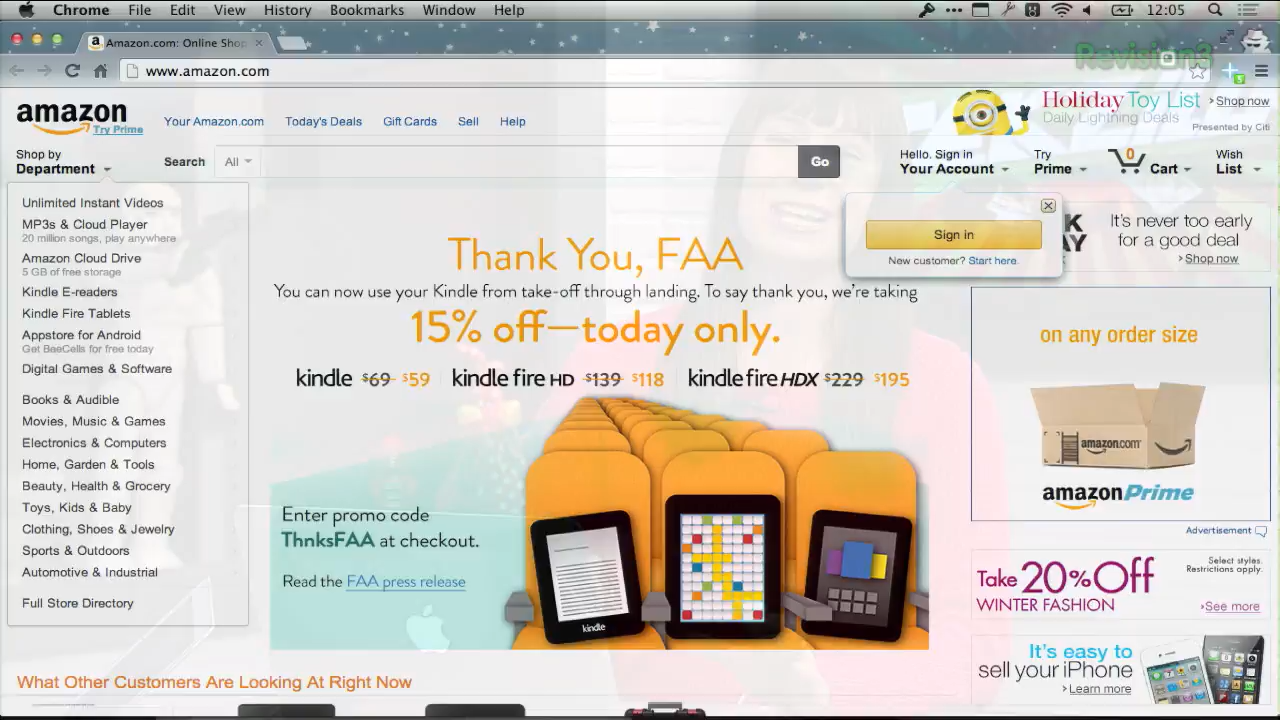 Chrome File Edit View History Bookmarks Window Help
12:05
Amazon.com: Online Shop
Revision3
www.amazon.com
amazon
Try Prime
Your Amazon.com
Today's Deals
Gift Cards
Sell
Help
Holiday Toy List
Daily Lightning Deals
Shop now
Presented by Citi
Shop by
Department
Search
All
Go
Hello. Sign in
Your Account
Try
Prime
0
Cart
Wish
List
Unlimited Instant Videos
MP3s & Cloud Player
20 million songs, play anywhere
Amazon Cloud Drive
5 GB of free storage
Kindle E-readers
Kindle Fire Tablets
Appstore for Android
Get BeeCells for free today
Digital Games & Software
Books & Audible
Movies, Music & Games
Electronics & Computers
Home, Garden & Tools
Beauty, Health & Grocery
Toys, Kids & Baby
Clothing, Shoes & Jewelry
Sports & Outdoors
Automotive & Industrial
Full Store Directory
Sign in
New customer? Start here.
It's never too early
for a good deal
Shop now
Thank You, FAA
You can now use your Kindle from take-off through landing. To say thank you, we're taking
15% off—today only.
kindle $69 $59
kindle fire HD $139 $118
kindle fire HDX $229 $195
Enter promo code
ThnksFAA at checkout.
Read the FAA press release
kindle
on any order size
amazon.com
amazonPrime
Advertisement
Take 20% Off
WINTER FASHION
Select styles.
Restrictions apply.
See more
It's easy to
sell your iPhone
Learn more
What Other Customers Are Looking At Right Now